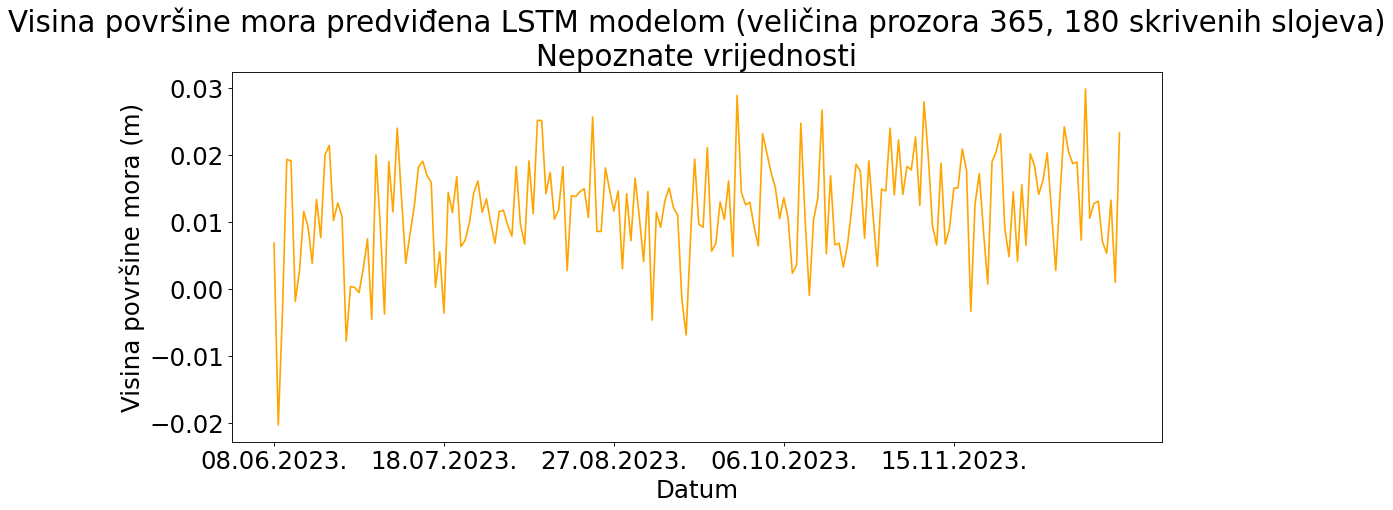 Visina površine mora predviđena LSTM modelom (veličina prozora 365, 180 skrivenih slojeva)
Nepoznate vrijednosti
Visina površine mora (m)
0.03
0.02
0.01
0.00
−0.01
−0.02
08.06.2023. 18.07.2023. 27.08.2023. 06.10.2023. 15.11.2023.
Datum